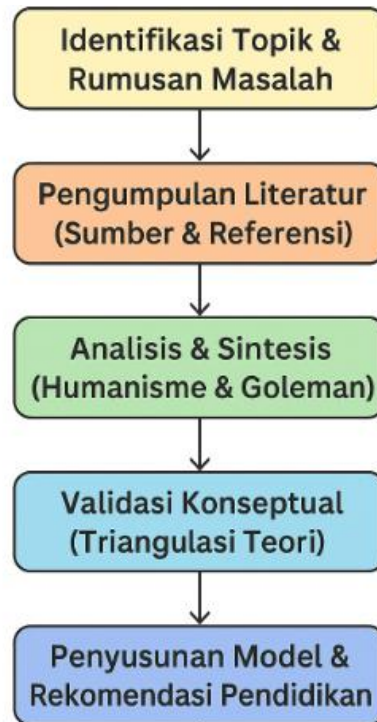 Identifikasi Topik &
Rumusan Masalah
Pengumpulan Literatur
(Sumber & Referensi)
Analisis & Sintesis
(Humanisme & Goleman)
Validasi Konseptual
(Triangulasi Teori)
Penyusunan Model &
Rekomendasi Pendidikan